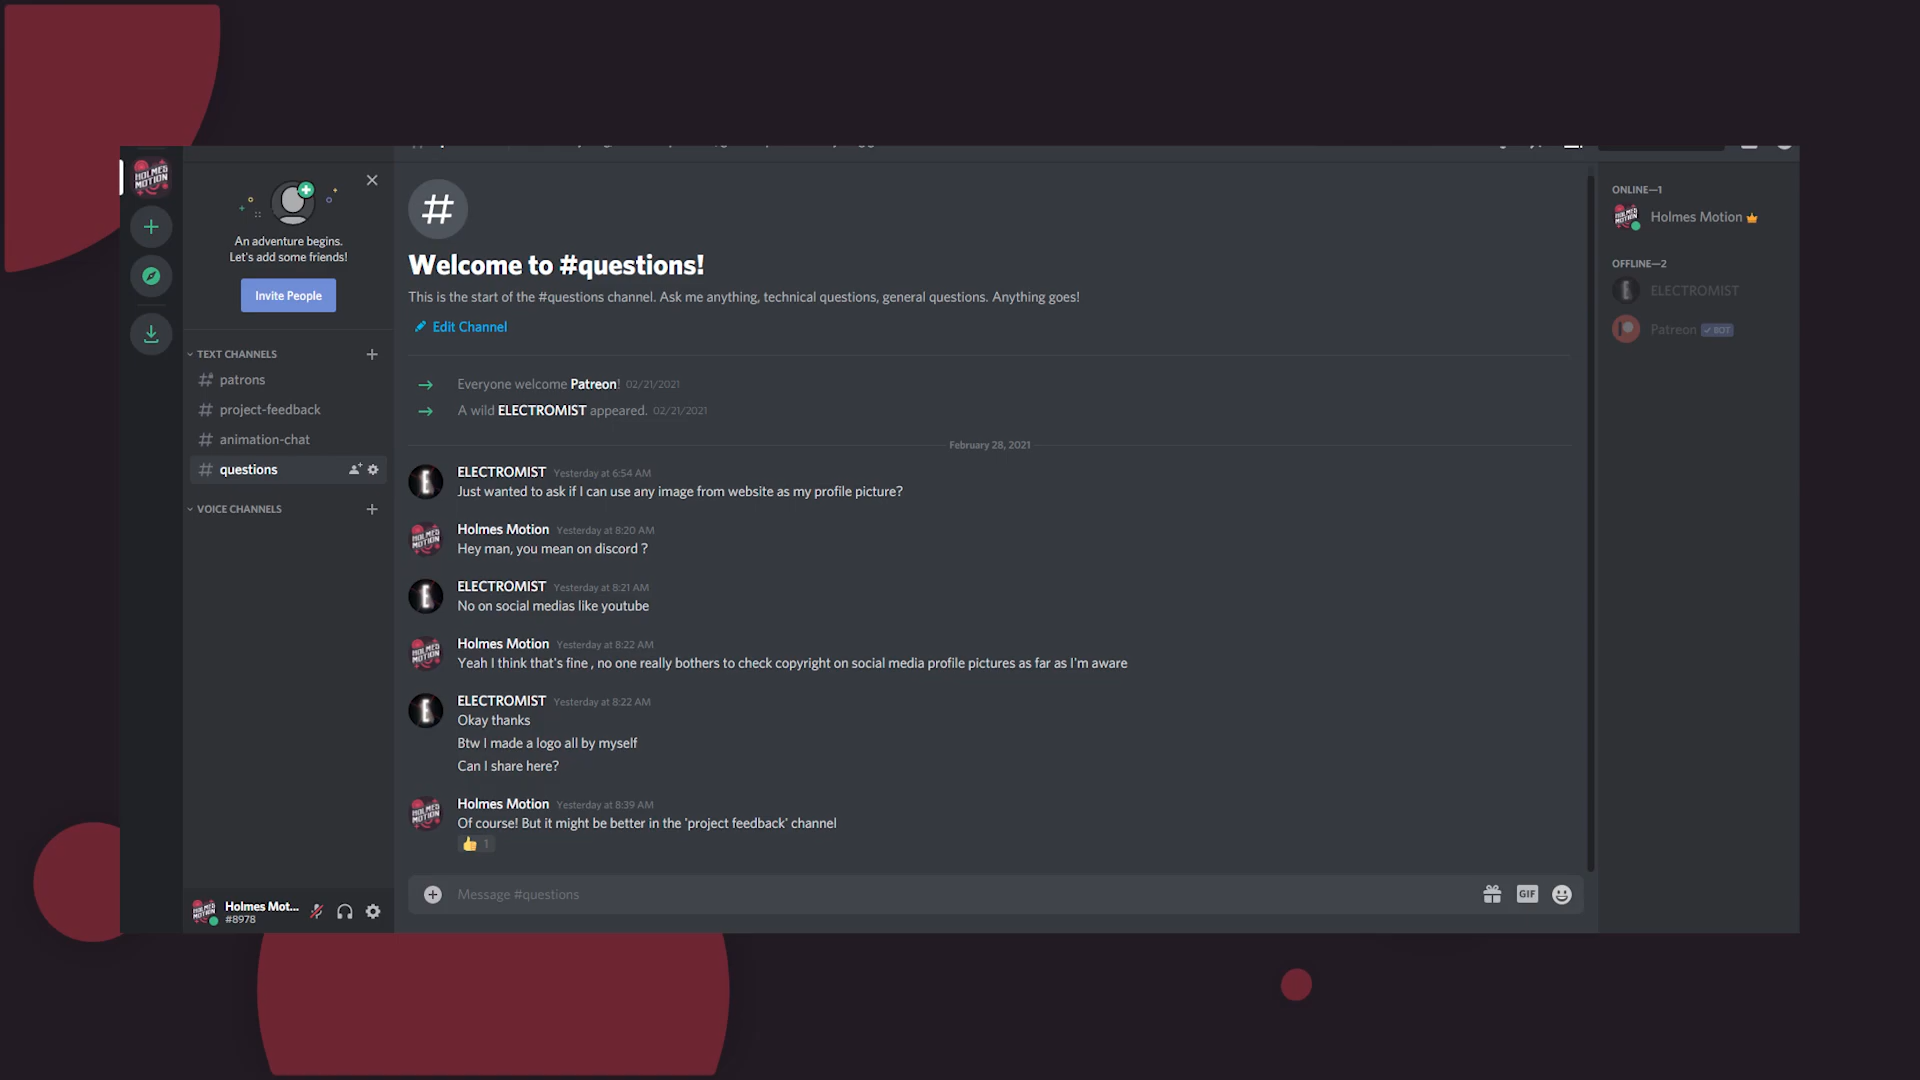 HOLMES MOTION
An adventure begins.
Let's add some friends!
Invite People
TEXT CHANNELS
patrons
project-feedback
animation-chat
questions
VOICE CHANNELS
Holmes Mot...
#8978
Welcome to #questions!
This is the start of the #questions channel. Ask me anything, technical questions, general questions. Anything goes!
Edit Channel
Everyone welcome Patreon! 02/21/2021
A wild ELECTROMIST appeared. 02/21/2021
February 28, 2021
ELECTROMIST Yesterday at 6:54 AM
Just wanted to ask if I can use any image from website as my profile picture?
Holmes Motion Yesterday at 8:20 AM
Hey man, you mean on discord ?
ELECTROMIST Yesterday at 8:21 AM
No on social medias like youtube
Holmes Motion Yesterday at 8:22 AM
Yeah I think that's fine , no one really bothers to check copyright on social media profile pictures as far as I'm aware
ELECTROMIST Yesterday at 8:22 AM
Okay thanks
Btw I made a logo all by myself
Can I share here?
Holmes Motion Yesterday at 8:39 AM
Of course! But it might be better in the 'project feedback' channel
1
Message #questions
GIF
ONLINE—1
Holmes Motion
OFFLINE—2
ELECTROMIST
Patreon BOT